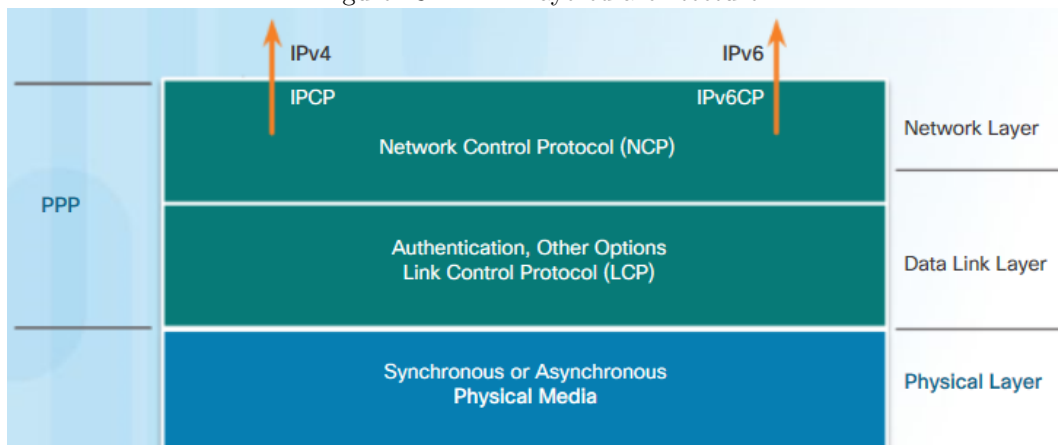 IPv4
IPv6
IPCP
IPv6CP
Network Control Protocol (NCP)
Network Layer
PPP
Authentication, Other Options
Link Control Protocol (LCP)
Data Link Layer
Synchronous or Asynchronous
Physical Media
Physical Layer